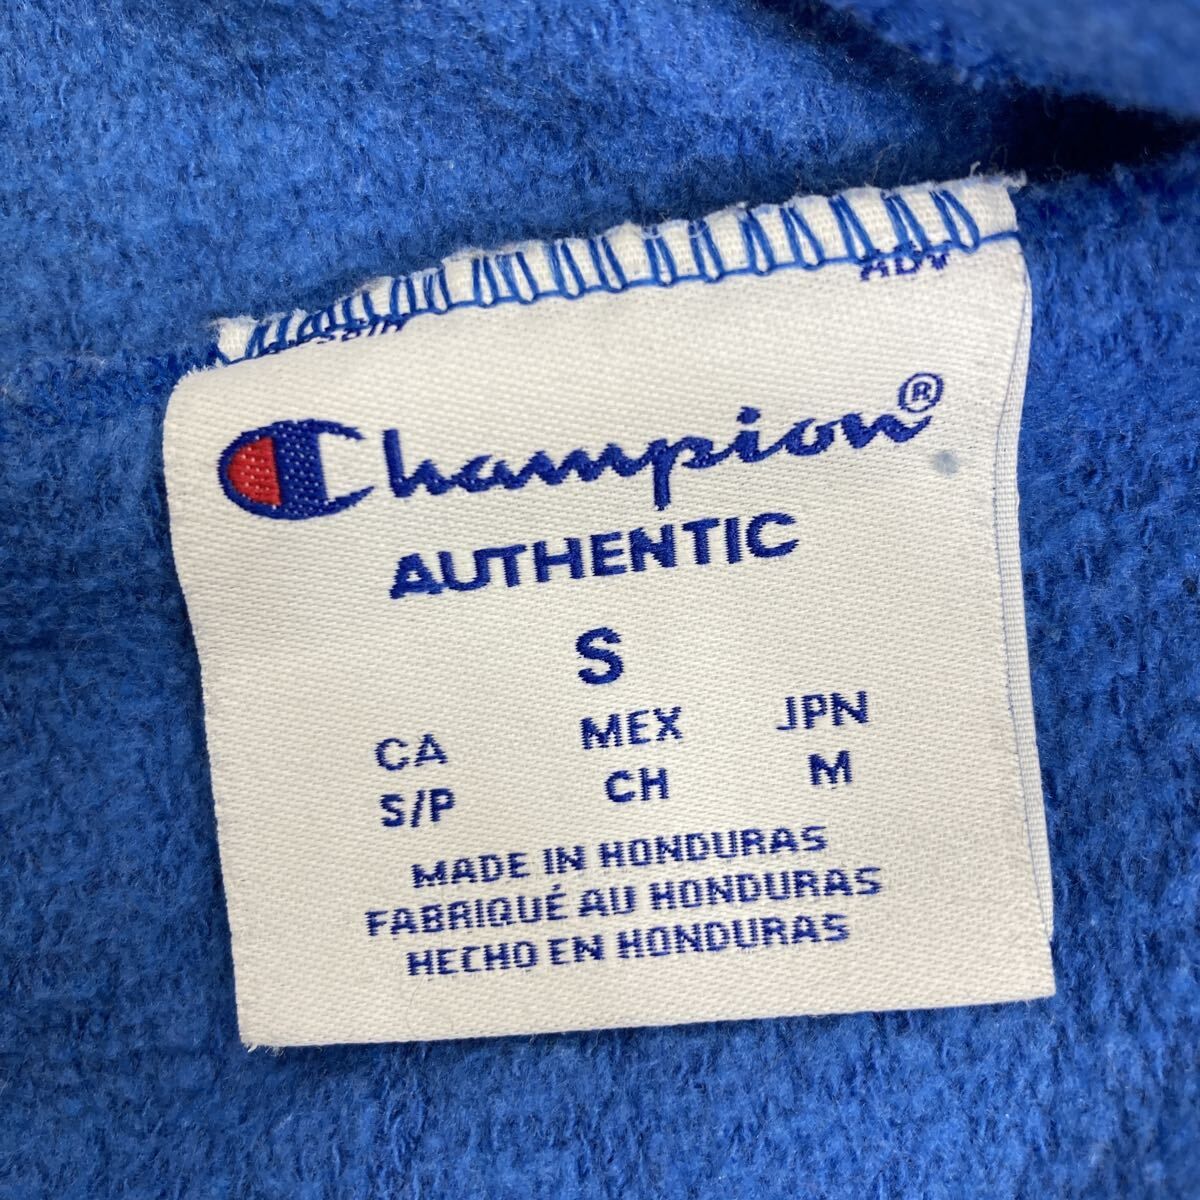 Champion®
AUTHENTIC
S
CA MEX JPN
S/P CH M
MADE IN HONDURAS
FABRIQUÉ AU HONDURAS
HECHO EN HONDURAS